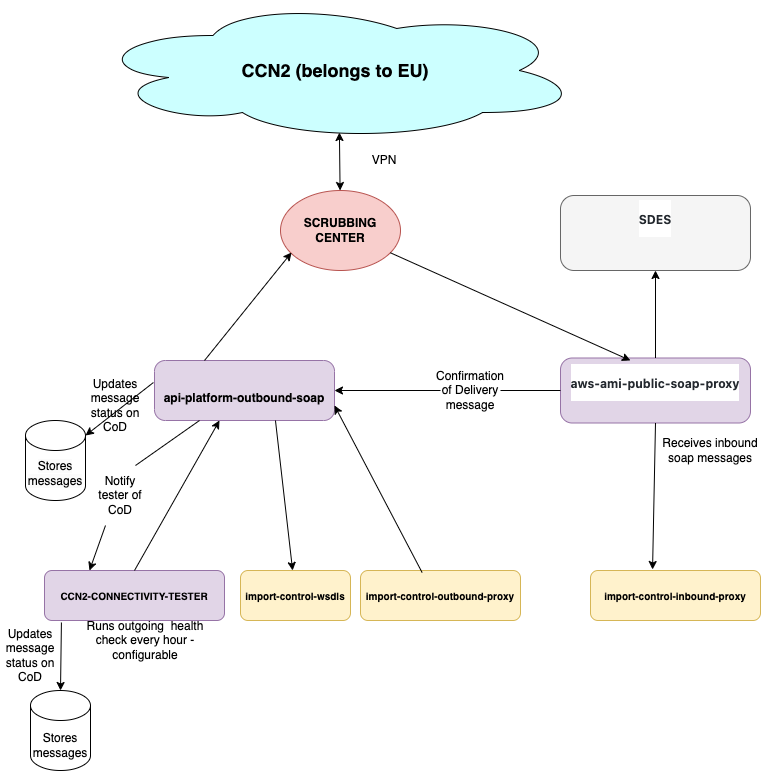 CCN2 (belongs to EU)
VPN
SCRUBBING
CENTER
SDES
api-platform-outbound-soap
Confirmation
of Delivery
message
aws-ami-public-soap-proxy
Updates
message
status on
CoD
Stores
messages
Receives inbound
soap messages
Notify
tester of
CoD
CCN2-CONNECTIVITY-TESTER
import-control-wsdls
import-control-outbound-proxy
import-control-inbound-proxy
Runs outgoing health
check every hour -
configurable
Updates
message
status on
CoD
Stores
messages